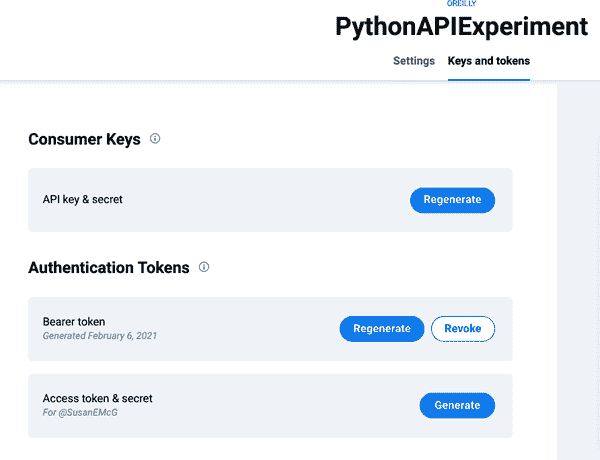 OREILLY
PythonAPIExperiment
Settings Keys and tokens
Consumer Keys
API key & secret
Regenerate
Authentication Tokens
Bearer token
Generated February 6, 2021
Regenerate Revoke
Access token & secret
For @SusanEMcG
Generate